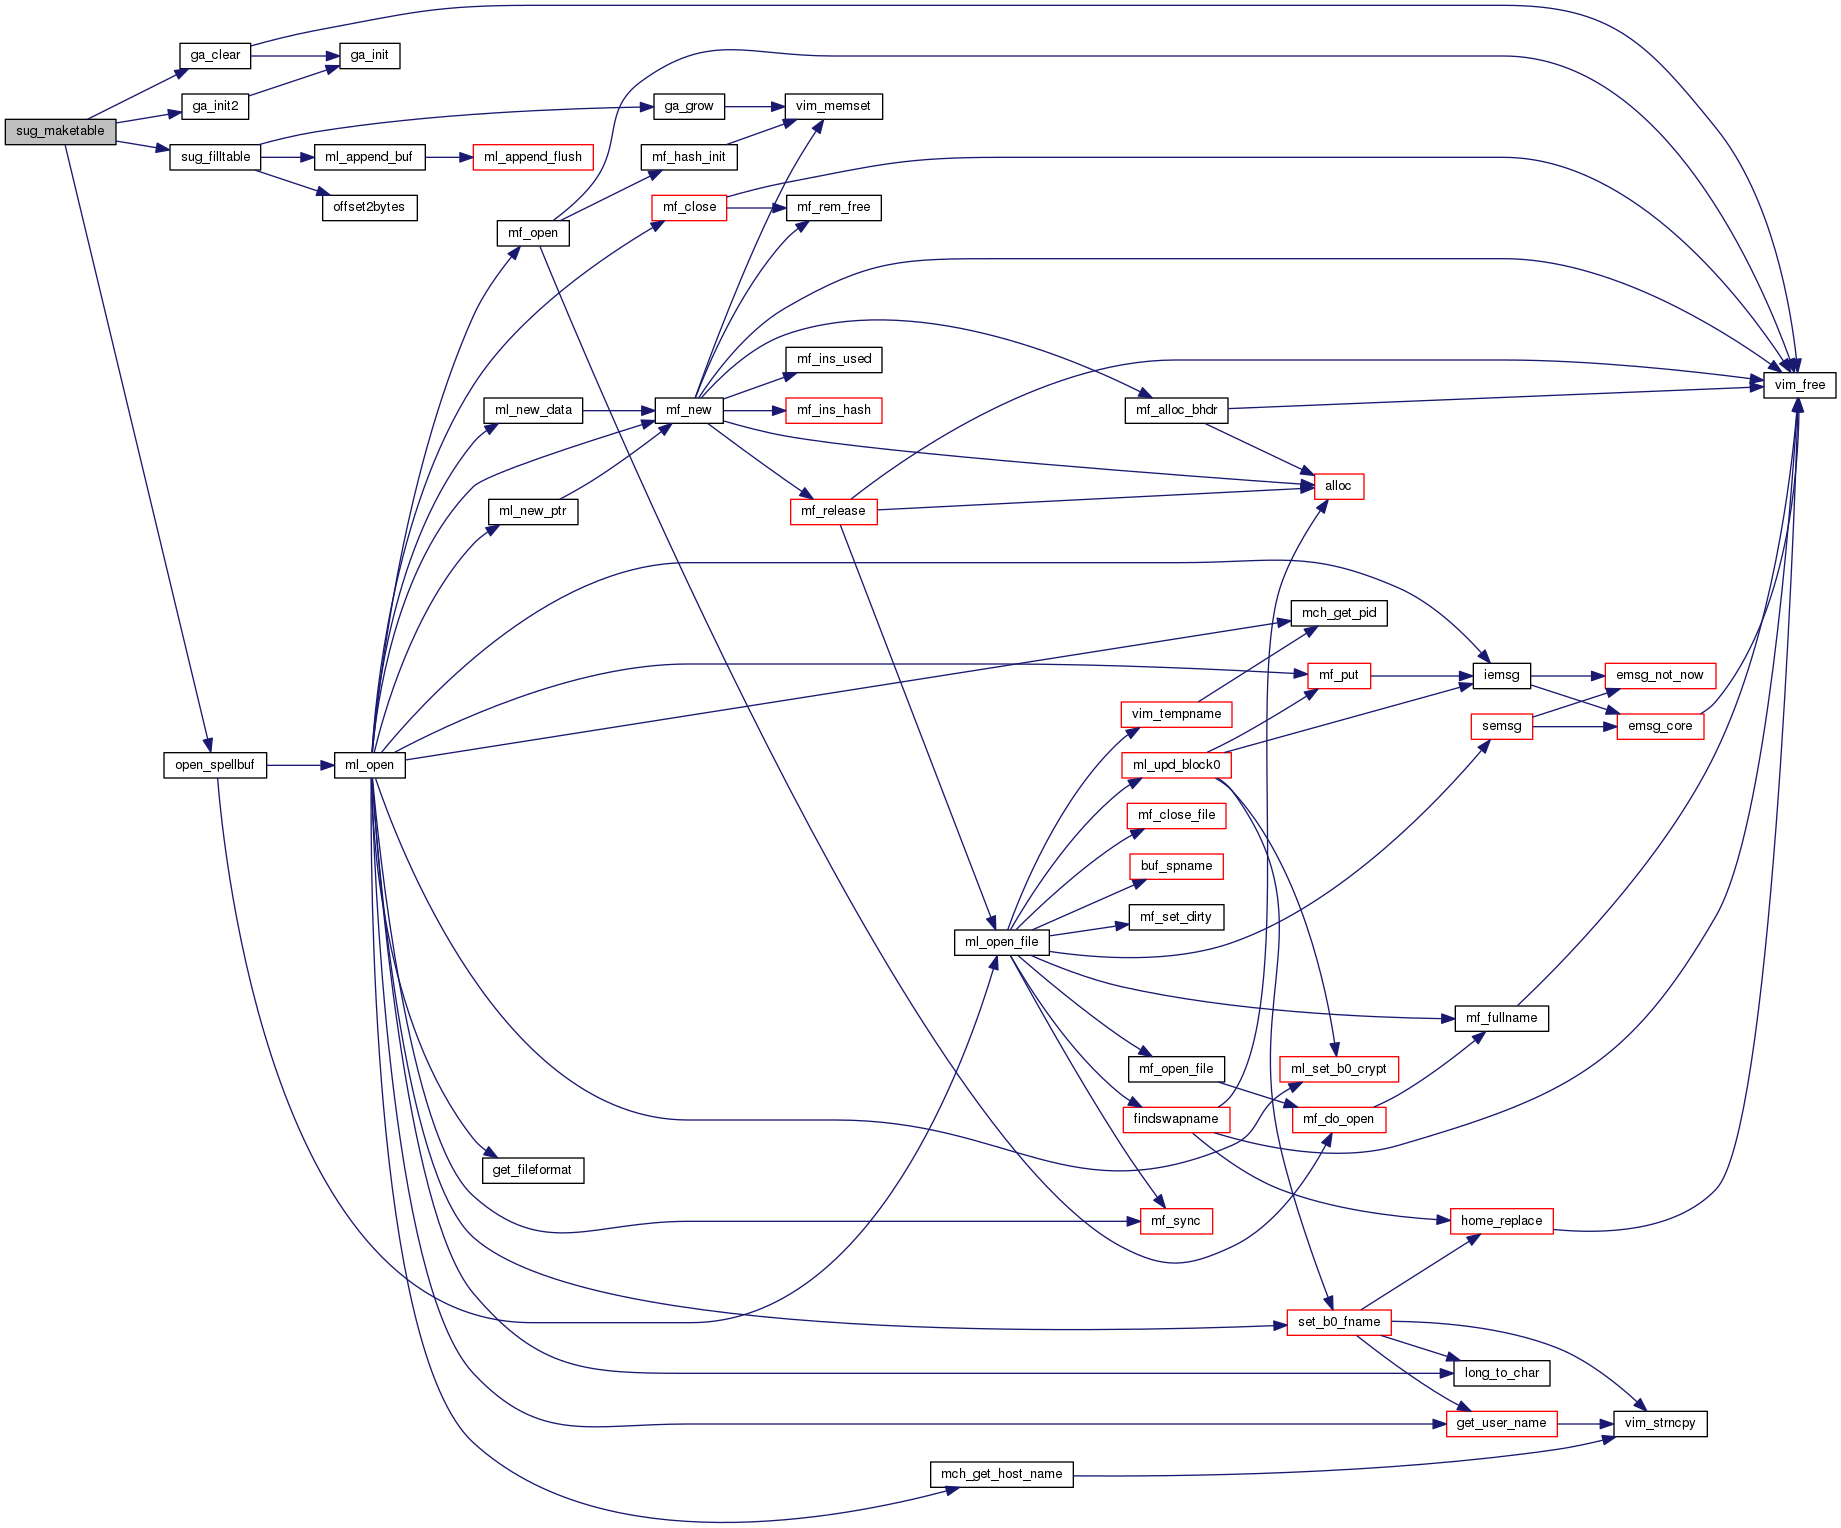 sug_maketable
ga_clear
ga_init
ga_init2
sug_filltable
ml_append_buf
ml_append_flush
offset2bytes
ga_grow
vim_memset
mf_hash_init
mf_open
mf_close
mf_rem_free
mf_ins_used
vim_free
ml_new_data
mf_new
mf_ins_hash
mf_alloc_bhdr
ml_new_ptr
mf_release
alloc
mch_get_pid
mf_put
iemsg
emsg_not_now
vim_tempname
semsg
emsg_core
open_spellbuf
ml_open
ml_upd_block0
mf_close_file
buf_spname
mf_set_dirty
ml_open_file
mf_fullname
mf_open_file
ml_set_b0_crypt
findswapname
mf_do_open
get_fileformat
mf_sync
home_replace
set_b0_fname
long_to_char
get_user_name
vim_strncpy
mch_get_host_name